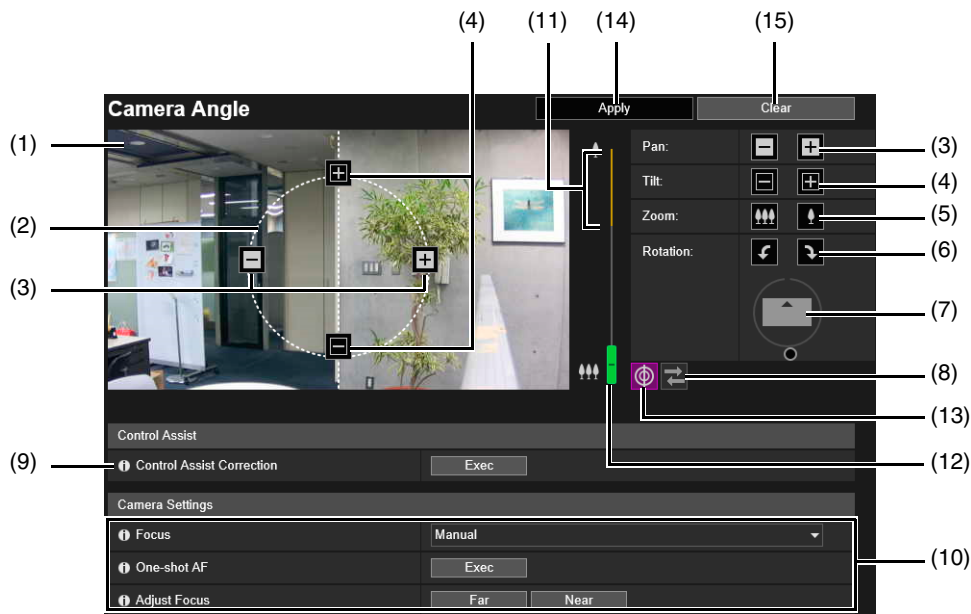 (4) (11) (14) (15)
Camera Angle Apply Clear
(1)
Pan: (3)
Tilt: (4)
(2)
Zoom: (5)
Rotation: (6)
(3)
(7)
(8)
(13)
Control Assist
(9) Control Assist Correction Exec (12)
Camera Settings
Focus Manual
(10)
One-shot AF Exec
Adjust Focus Far Near